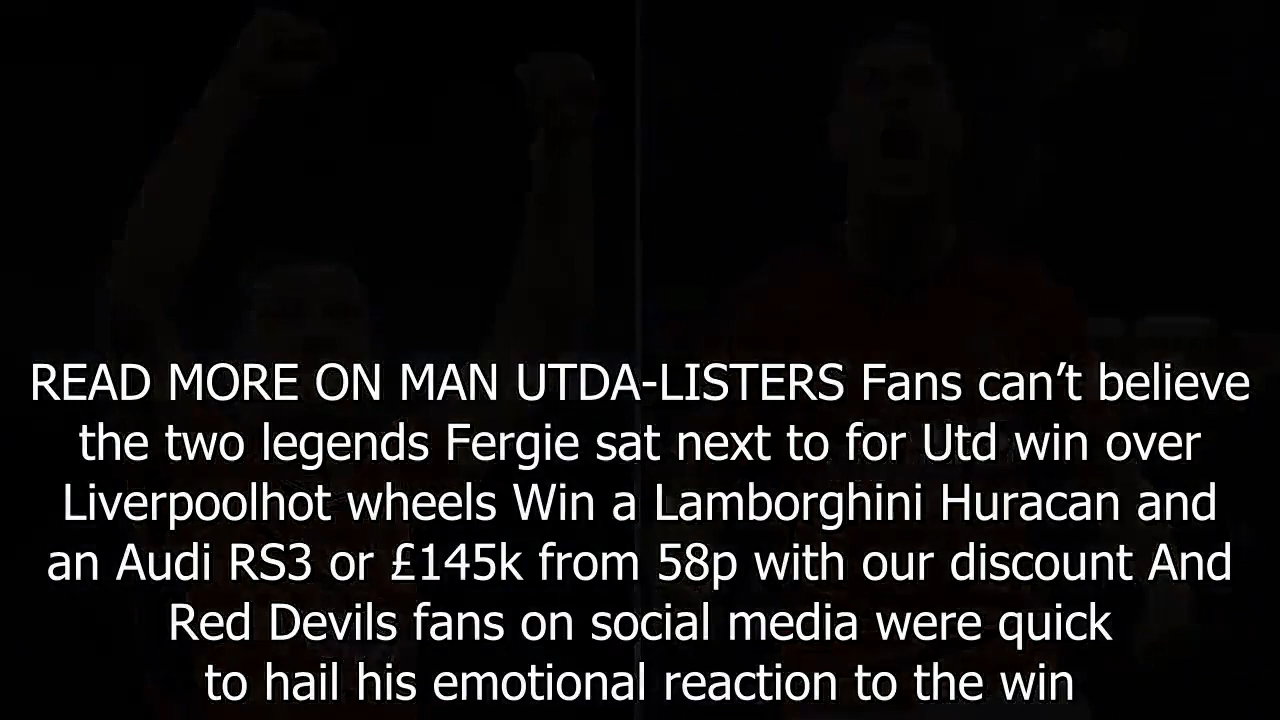 READ MORE ON MAN UTDA-LISTERS Fans can’t believe
the two legends Fergie sat next to for Utd win over
Liverpoolhot wheels Win a Lamborghini Huracan and
an Audi RS3 or £145k from 58p with our discount And
Red Devils fans on social media were quick
to hail his emotional reaction to the win